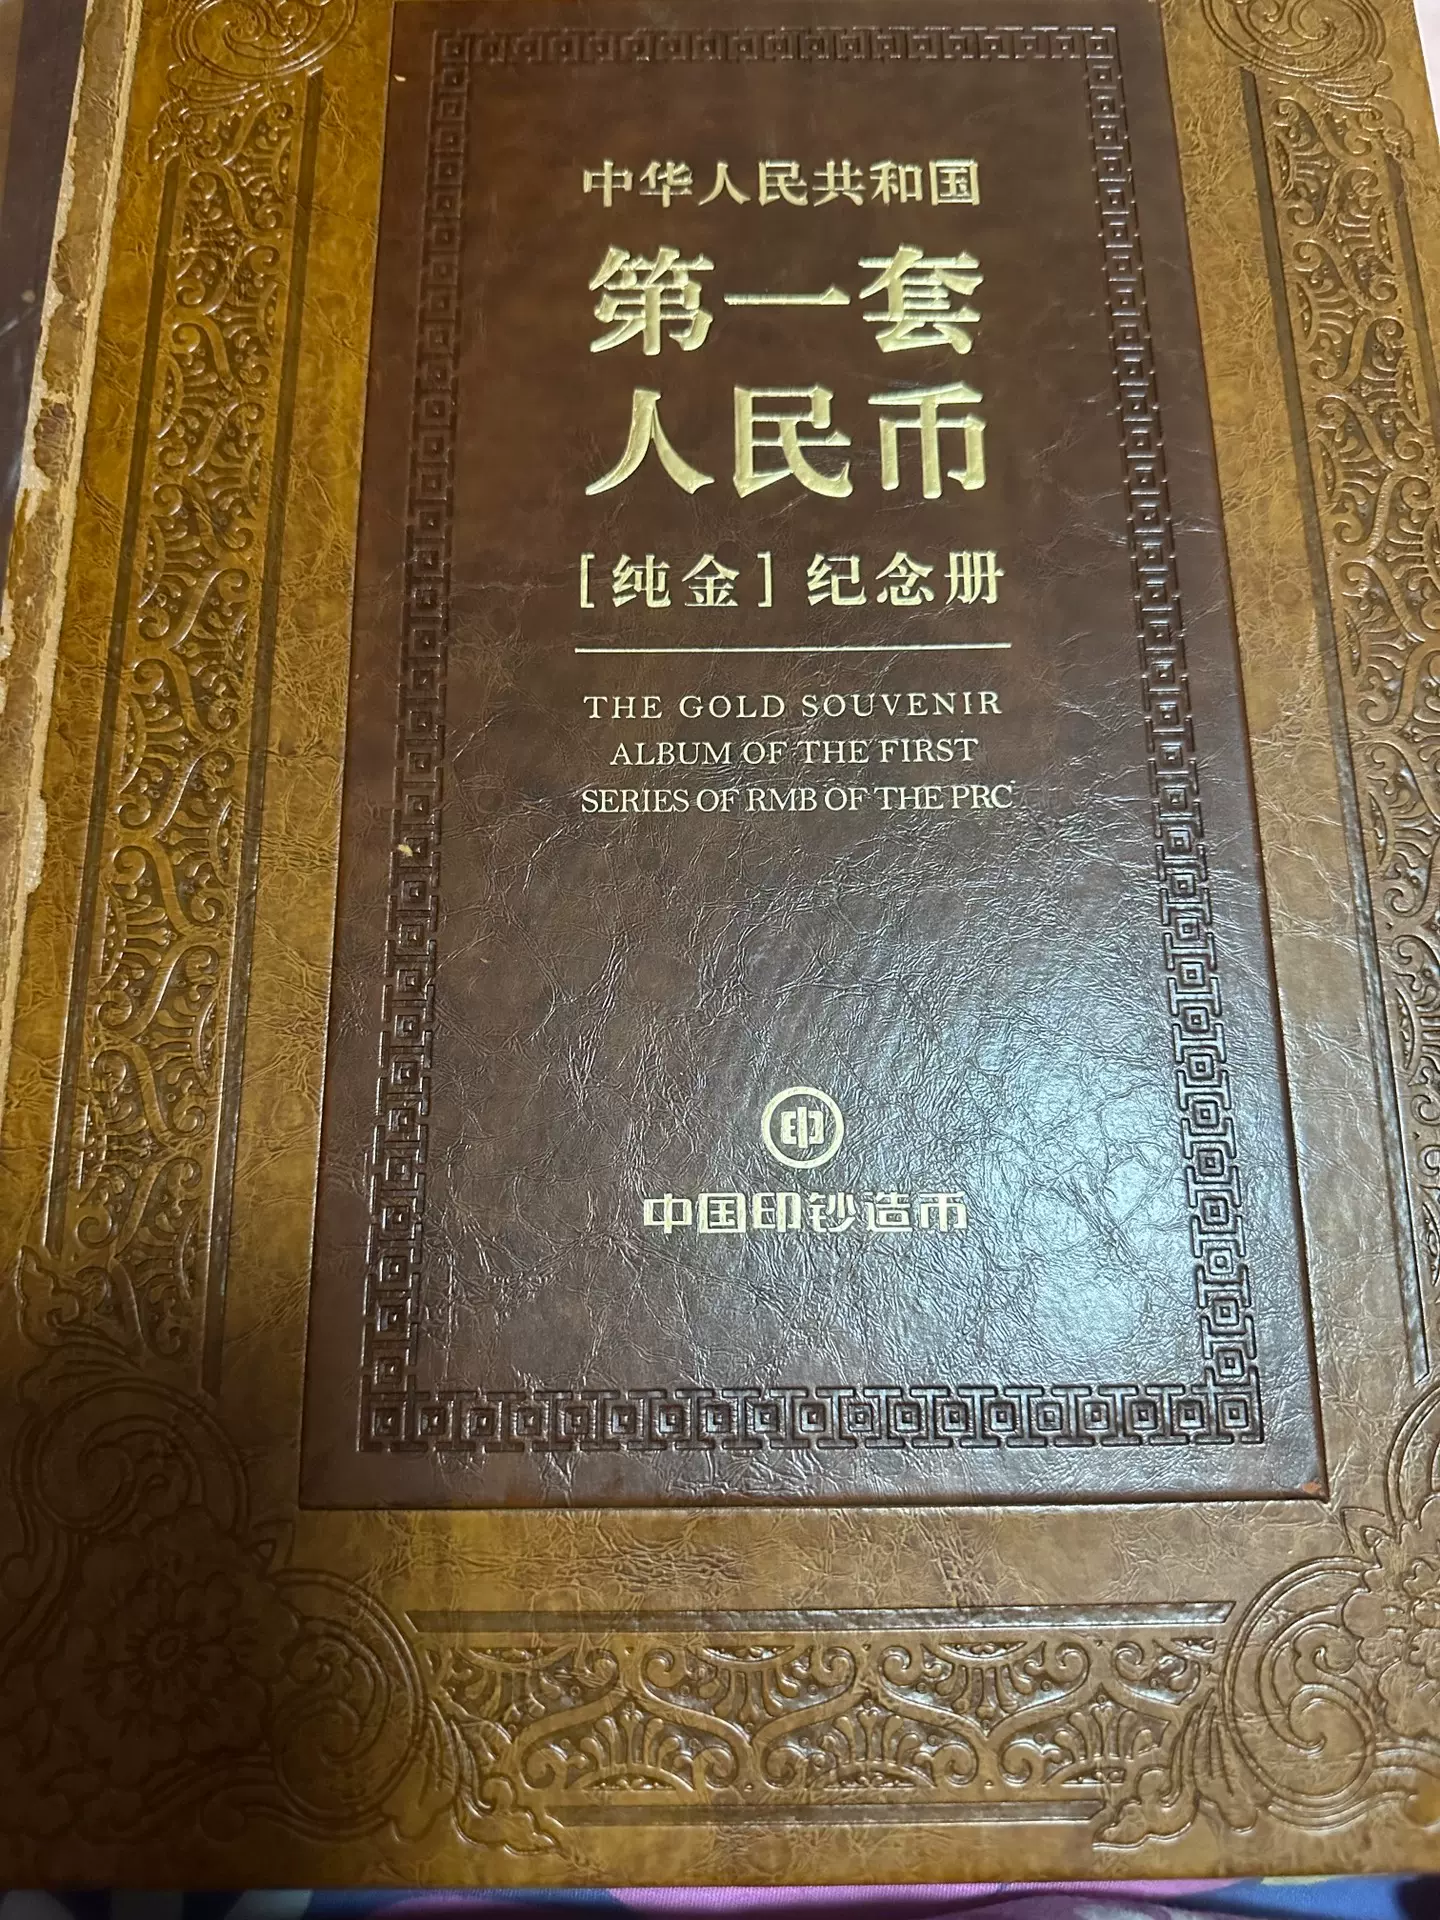 中华人民共和国
第一套
人民币
[纯金] 纪念册
THE GOLD SOUVENIR
ALBUM OF THE FIRST
SERIES OF RMB OF THE PRC
印
中国印钞造币